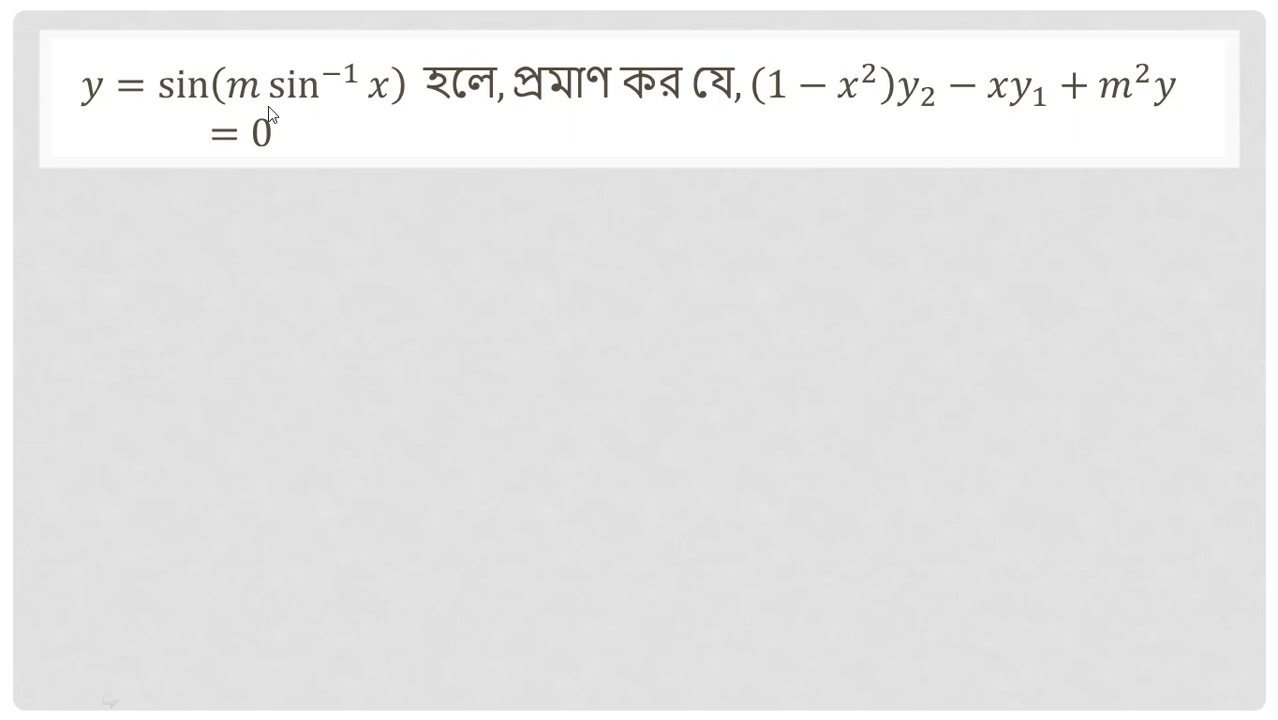 y = sin(m sin⁻¹ x) হলে, প্রমাণ কর যে, (1 − x²)y₂ − xy₁ + m²y
= 0